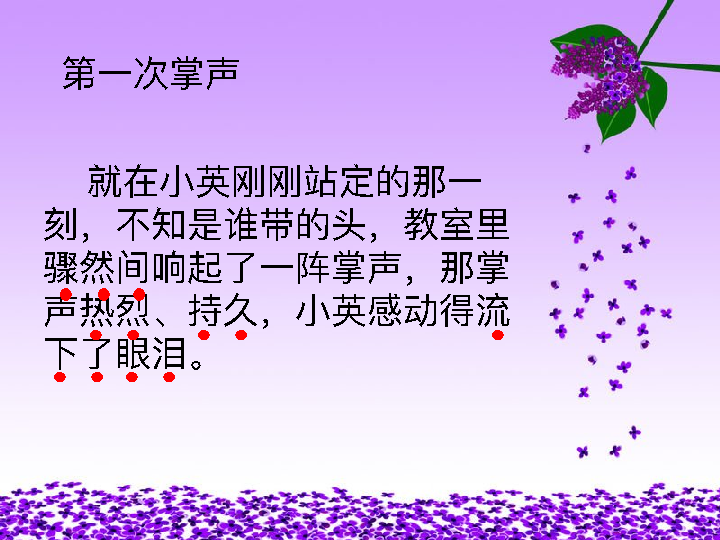 第一次掌声
就在小英刚刚站定的那一
刻，不知是谁带的头，教室里
骤然间响起了一阵掌声，那掌
声热烈、持久，小英感动得流
下了眼泪。